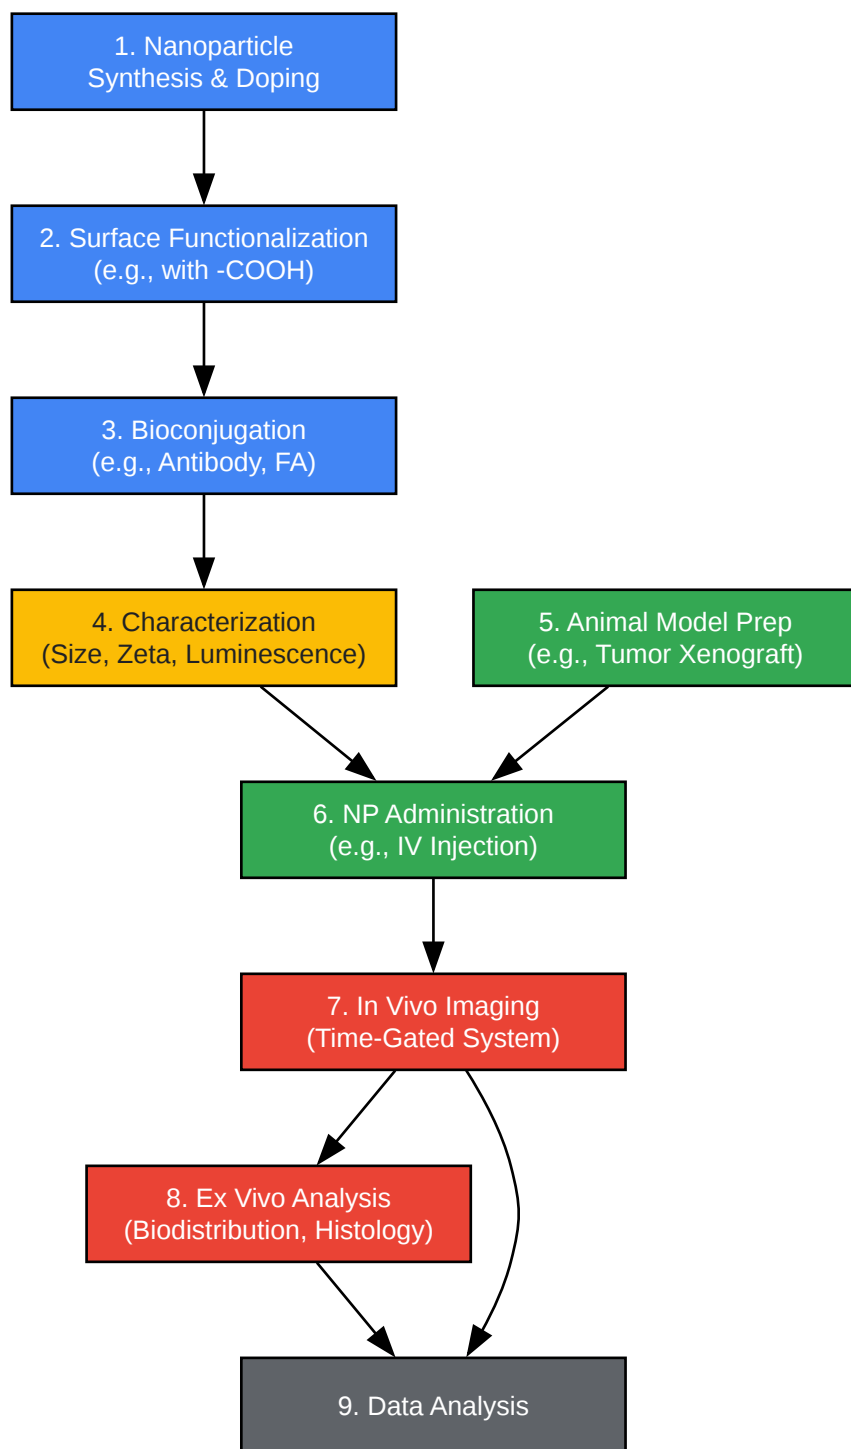 1. Nanoparticle
Synthesis & Doping
2. Surface Functionalization
(e.g., with -COOH)
3. Bioconjugation
(e.g., Antibody, FA)
4. Characterization
(Size, Zeta, Luminescence)
5. Animal Model Prep
(e.g., Tumor Xenograft)
6. NP Administration
(e.g., IV Injection)
7. In Vivo Imaging
(Time-Gated System)
8. Ex Vivo Analysis
(Biodistribution, Histology)
9. Data Analysis